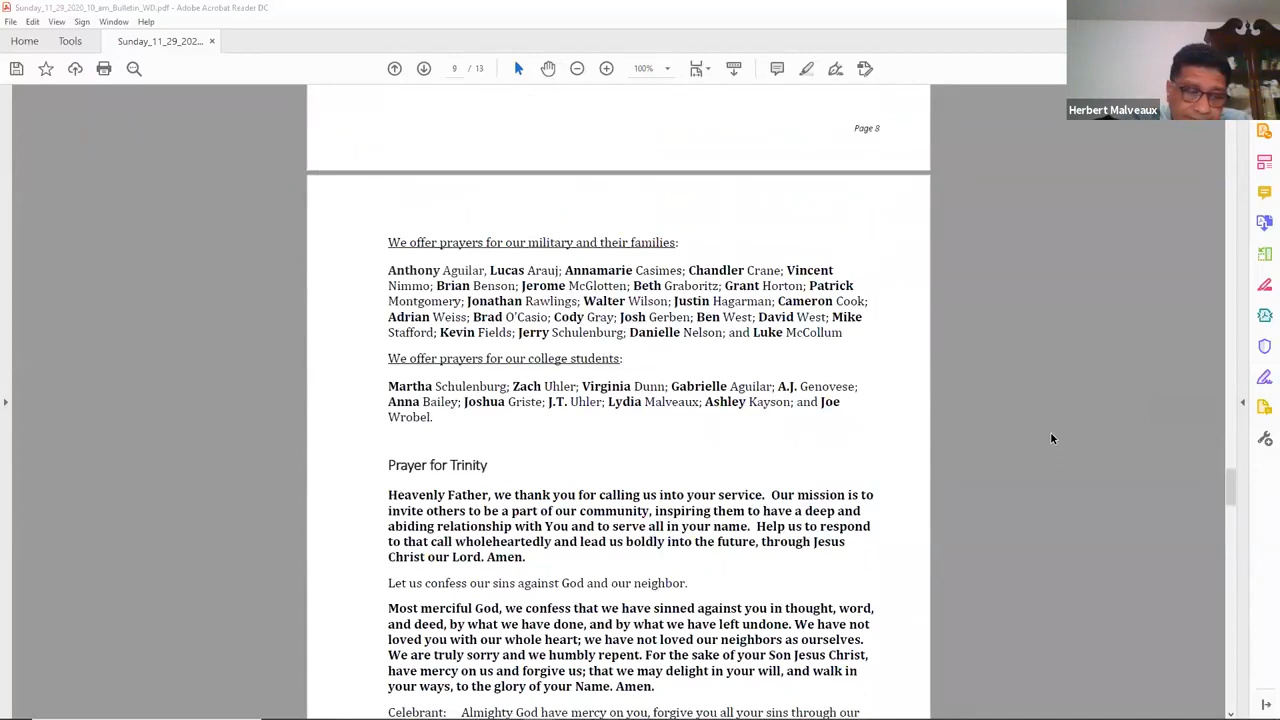 Sunday_11_29_2020_10_am_Bulletin_WD.pdf - Adobe Acrobat Reader DC
File Edit View Sign Window Help
Home Tools Sunday_11_29_202... ×
9 / 13 100%
Herbert Malveaux
Page 8
We offer prayers for our military and their families:
Anthony Aguilar, Lucas Arauj; Annamarie Casimes; Chandler Crane; Vincent
Nimmo; Brian Benson; Jerome McGlotten; Beth Graboritz; Grant Horton; Patrick
Montgomery; Jonathan Rawlings; Walter Wilson; Justin Hagarman; Cameron Cook;
Adrian Weiss; Brad O'Casio; Cody Gray; Josh Gerben; Ben West; David West; Mike
Stafford; Kevin Fields; Jerry Schulenburg; Danielle Nelson; and Luke McCollum
We offer prayers for our college students:
Martha Schulenburg; Zach Uhler; Virginia Dunn; Gabrielle Aguilar; A.J. Genovese;
Anna Bailey; Joshua Griste; J.T. Uhler; Lydia Malveaux; Ashley Kayson; and Joe
Wrobel.
Prayer for Trinity
Heavenly Father, we thank you for calling us into your service. Our mission is to
invite others to be a part of our community, inspiring them to have a deep and
abiding relationship with You and to serve all in your name. Help us to respond
to that call wholeheartedly and lead us boldly into the future, through Jesus
Christ our Lord. Amen.
Let us confess our sins against God and our neighbor.
Most merciful God, we confess that we have sinned against you in thought, word,
and deed, by what we have done, and by what we have left undone. We have not
loved you with our whole heart; we have not loved our neighbors as ourselves.
We are truly sorry and we humbly repent. For the sake of your Son Jesus Christ,
have mercy on us and forgive us; that we may delight in your will, and walk in
your ways, to the glory of your Name. Amen.
Celebrant: Almighty God have mercy on you, forgive you all your sins through our